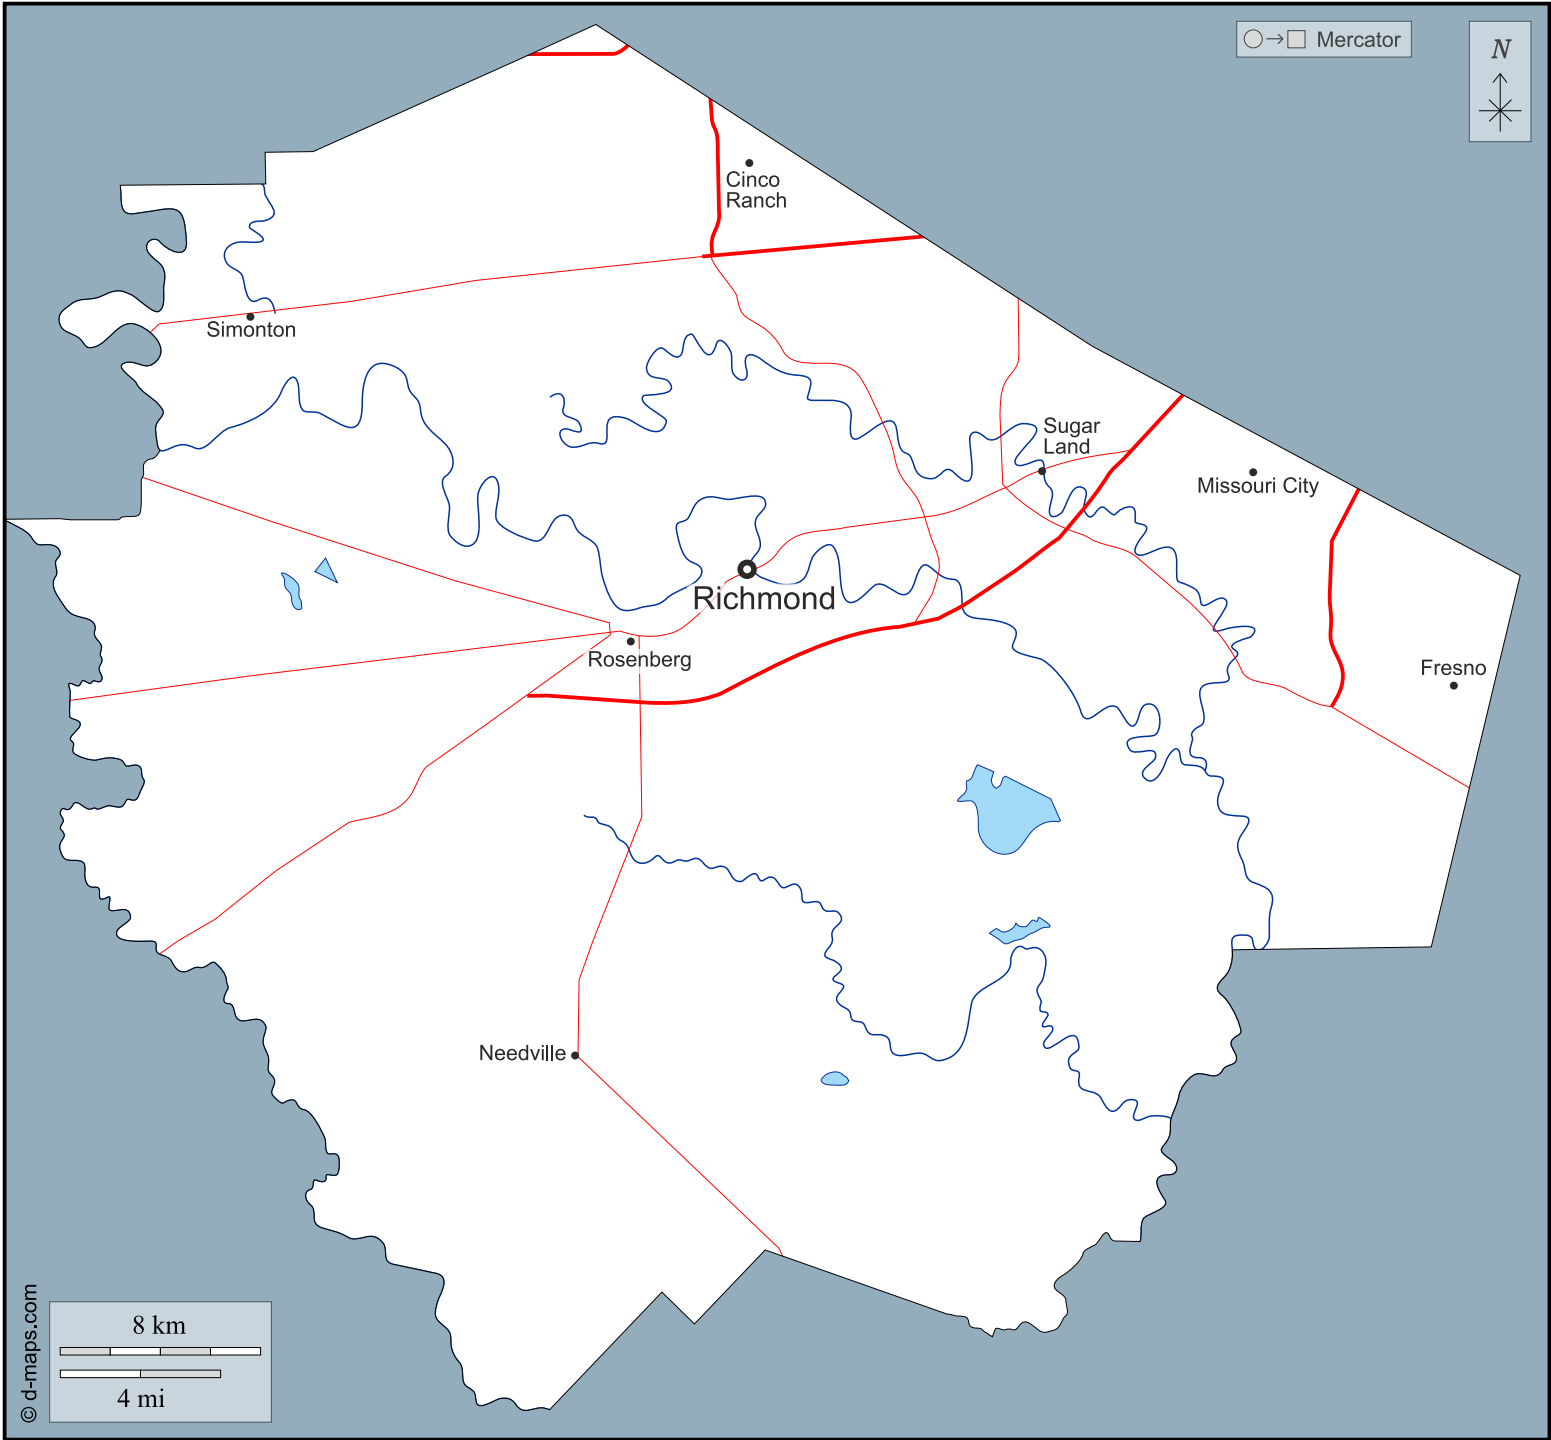 Mercator
N
Cinco
Ranch
Simonton
Sugar
Land
Missouri City
Richmond
Rosenberg
Fresno
Needville
8 km
4 mi
© d-maps.com